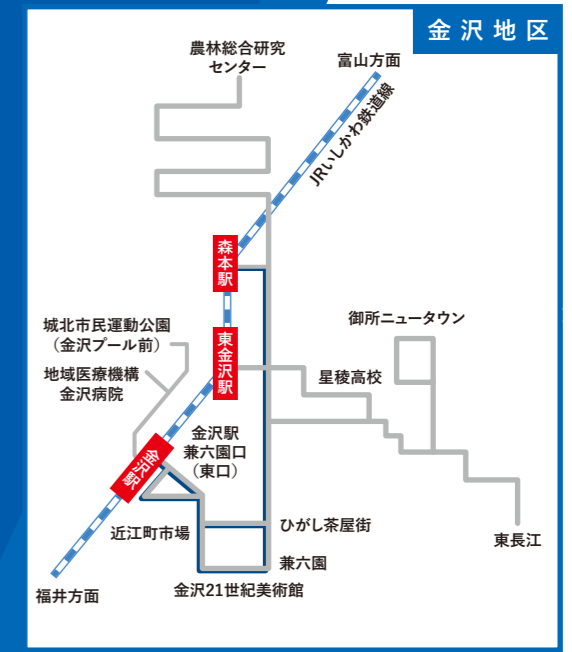 金沢地区
農林総合研究
センター
富山方面
JRいしかわ鉄道線
森本駅
城北市民運動公園
（金沢プール前）
御所ニュータウン
東金沢駅
地域医療機構
金沢病院
星稜高校
金沢駅
兼六園口
（東口）
金沢駅
近江町市場
ひがし茶屋街
東長江
兼六園
金沢21世紀美術館
福井方面